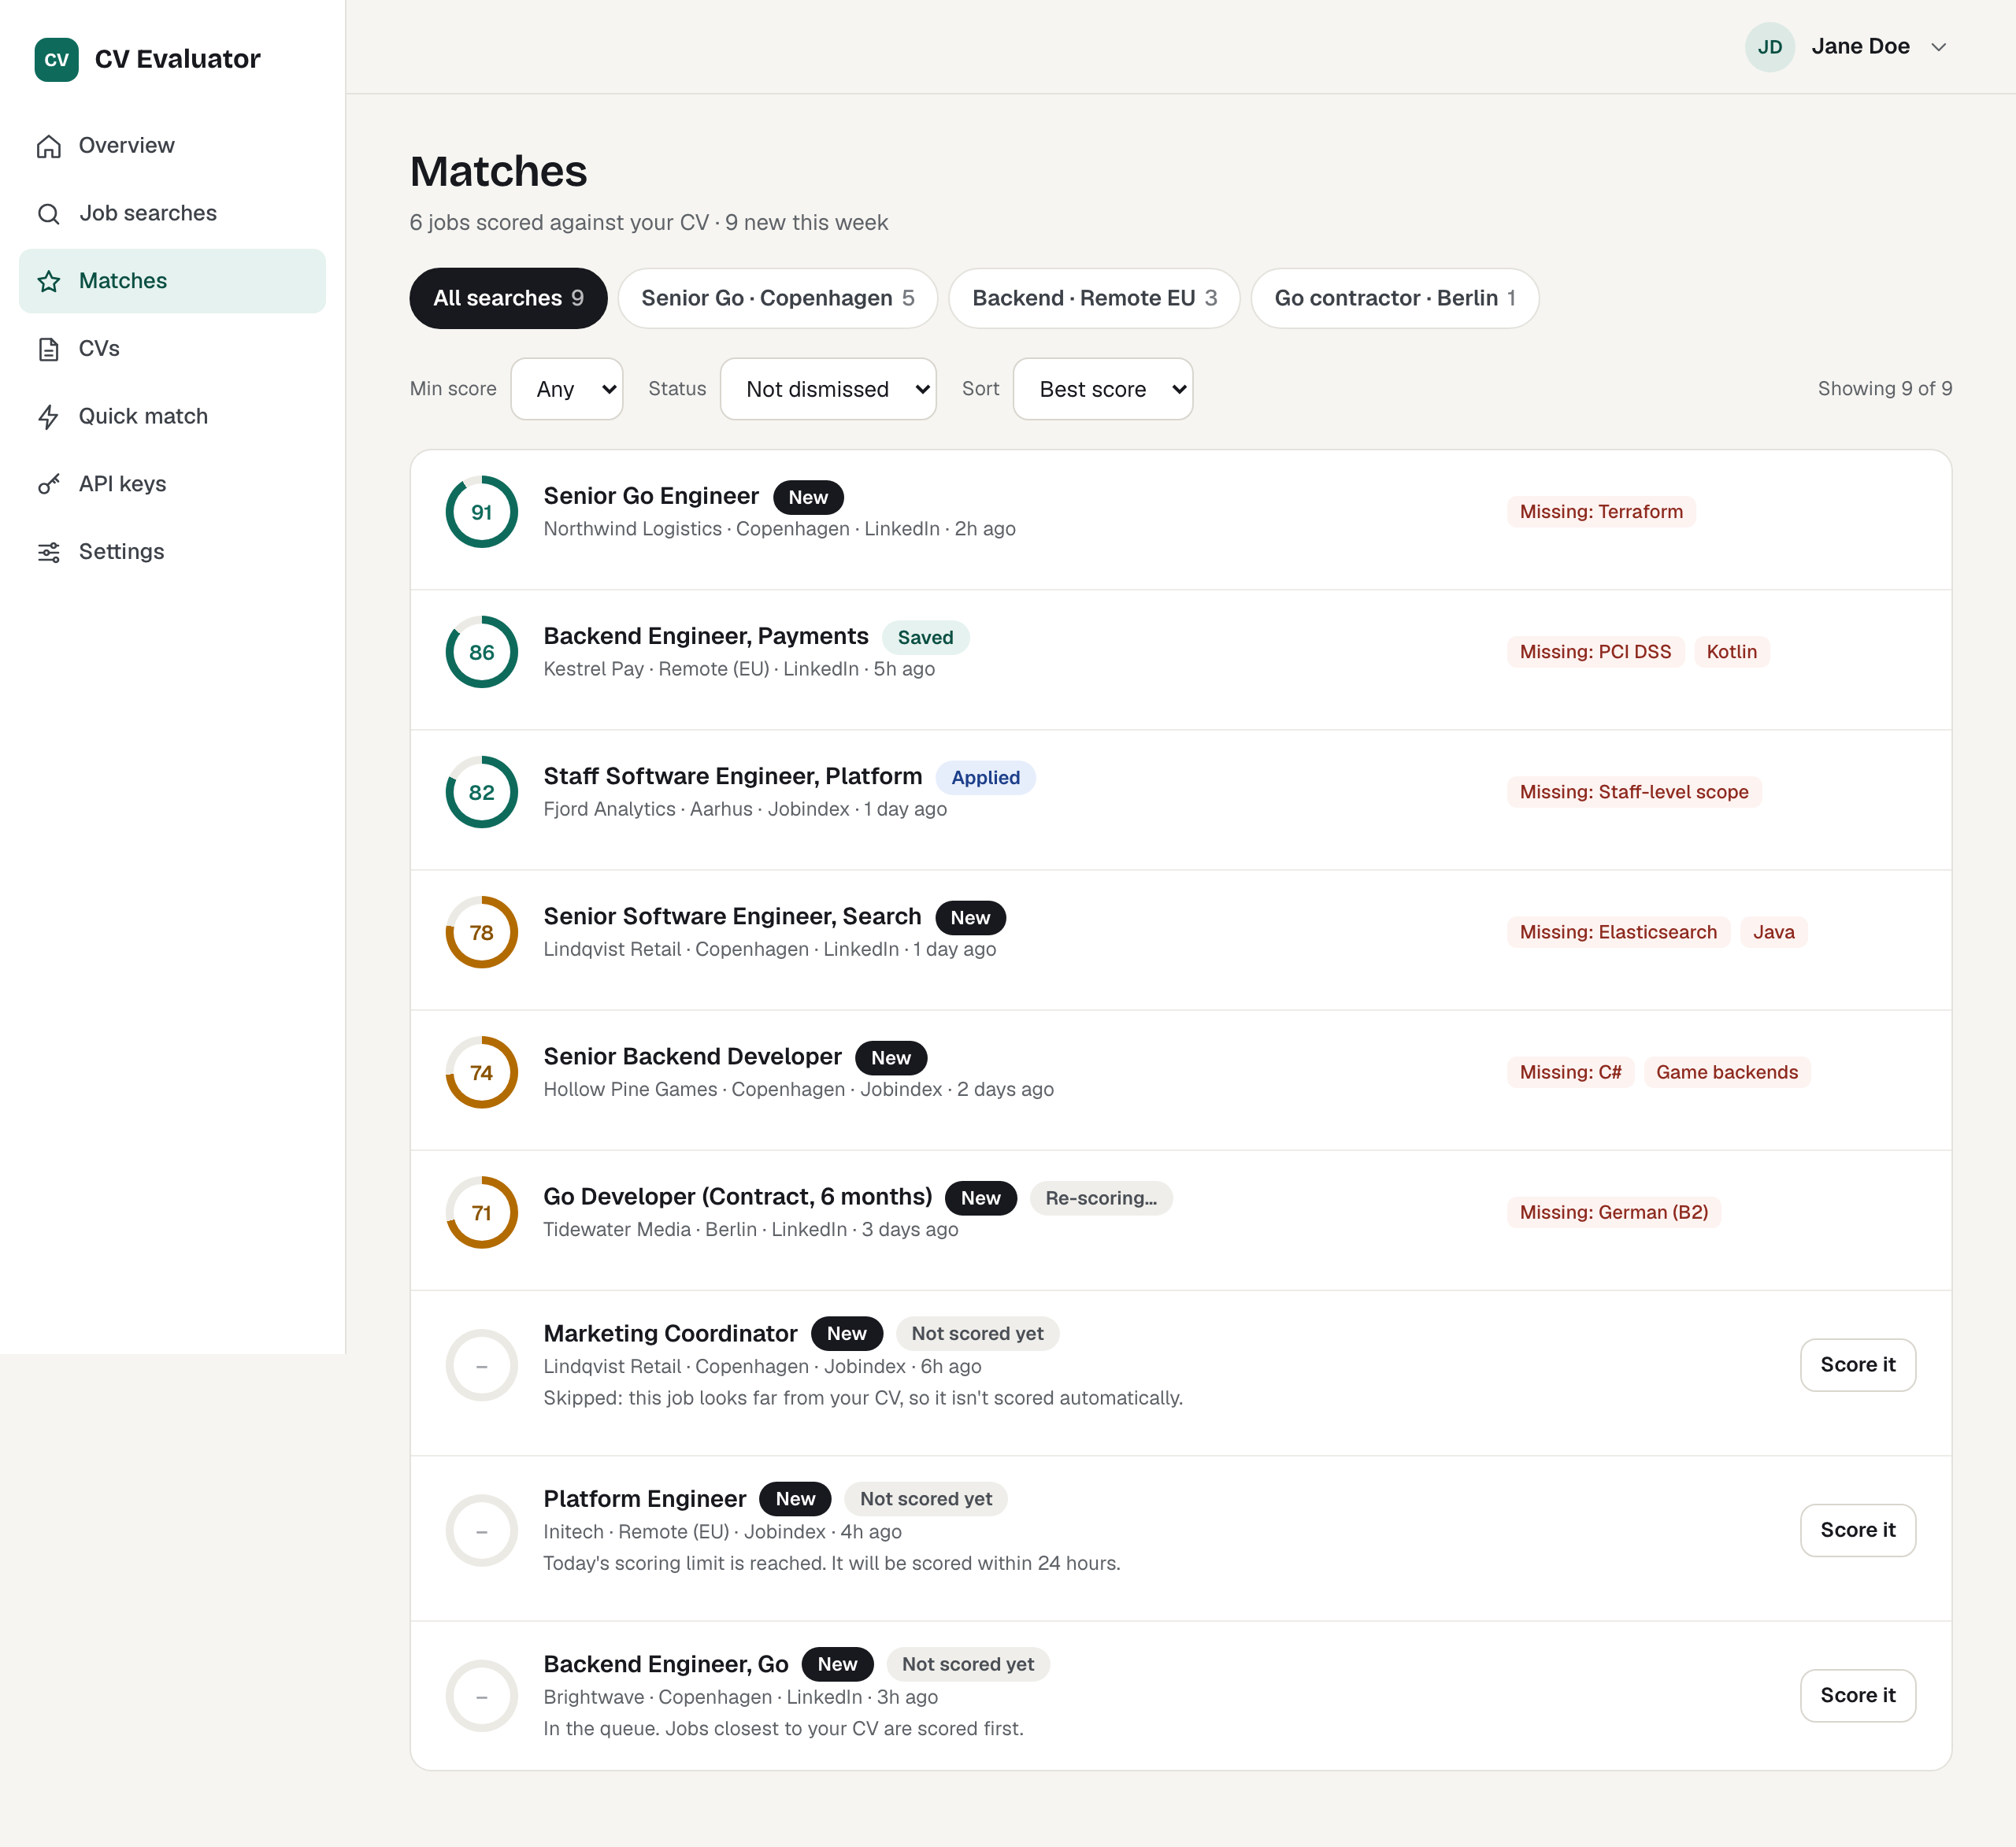 CV CV Evaluator
JD Jane Doe
Overview
Job searches
Matches
CVs
Quick match
API keys
Settings
Matches
6 jobs scored against your CV · 9 new this week
All searches 9 Senior Go · Copenhagen 5 Backend · Remote EU 3 Go contractor · Berlin 1
Min score Any Status Not dismissed Sort Best score Showing 9 of 9
91 Senior Go Engineer New Missing: Terraform
Northwind Logistics · Copenhagen · LinkedIn · 2h ago
86 Backend Engineer, Payments Saved Missing: PCI DSS Kotlin
Kestrel Pay · Remote (EU) · LinkedIn · 5h ago
82 Staff Software Engineer, Platform Applied Missing: Staff-level scope
Fjord Analytics · Aarhus · Jobindex · 1 day ago
78 Senior Software Engineer, Search New Missing: Elasticsearch Java
Lindqvist Retail · Copenhagen · LinkedIn · 1 day ago
74 Senior Backend Developer New Missing: C# Game backends
Hollow Pine Games · Copenhagen · Jobindex · 2 days ago
71 Go Developer (Contract, 6 months) New Re-scoring… Missing: German (B2)
Tidewater Media · Berlin · LinkedIn · 3 days ago
– Marketing Coordinator New Not scored yet Score it
Lindqvist Retail · Copenhagen · Jobindex · 6h ago
Skipped: this job looks far from your CV, so it isn't scored automatically.
– Platform Engineer New Not scored yet Score it
Initech · Remote (EU) · Jobindex · 4h ago
Today's scoring limit is reached. It will be scored within 24 hours.
– Backend Engineer, Go New Not scored yet Score it
Brightwave · Copenhagen · LinkedIn · 3h ago
In the queue. Jobs closest to your CV are scored first.